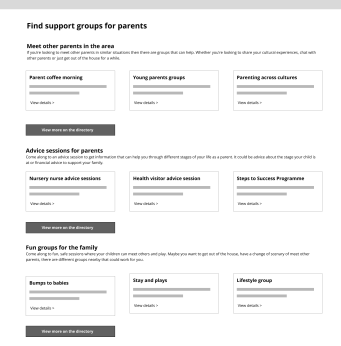 Find support groups for parents
Meet other parents in the area
If you're looking to meet other parents in similar situations then there are groups that can help. Whether you're looking to share your cultural experiences, chat with
other parents or just get out of the house for a while.
Parent coffee morning
Young parents groups
Parenting across cultures
View details >
View details >
View details >
View more on the directory
Advice sessions for parents
Come along to an advice session to get information that can help you through different stages of your life as a parent. It could be advice about the stage your child is
at or financial advice to support your family.
Nursery nurse advice sessions
Health visitor advice session
Steps to Success Programme
View details >
View details >
View details >
View more on the directory
Fun groups for the family
Come along to fun, safe sessions where your children can meet others and play. Maybe you want to get out of the house, have a change of scenery of meet other
parents, there are different groups nearby that could work for you.
Bumps to babies
Stay and plays
Lifestyle group
View details >
View details >
View details >
View more on the directory